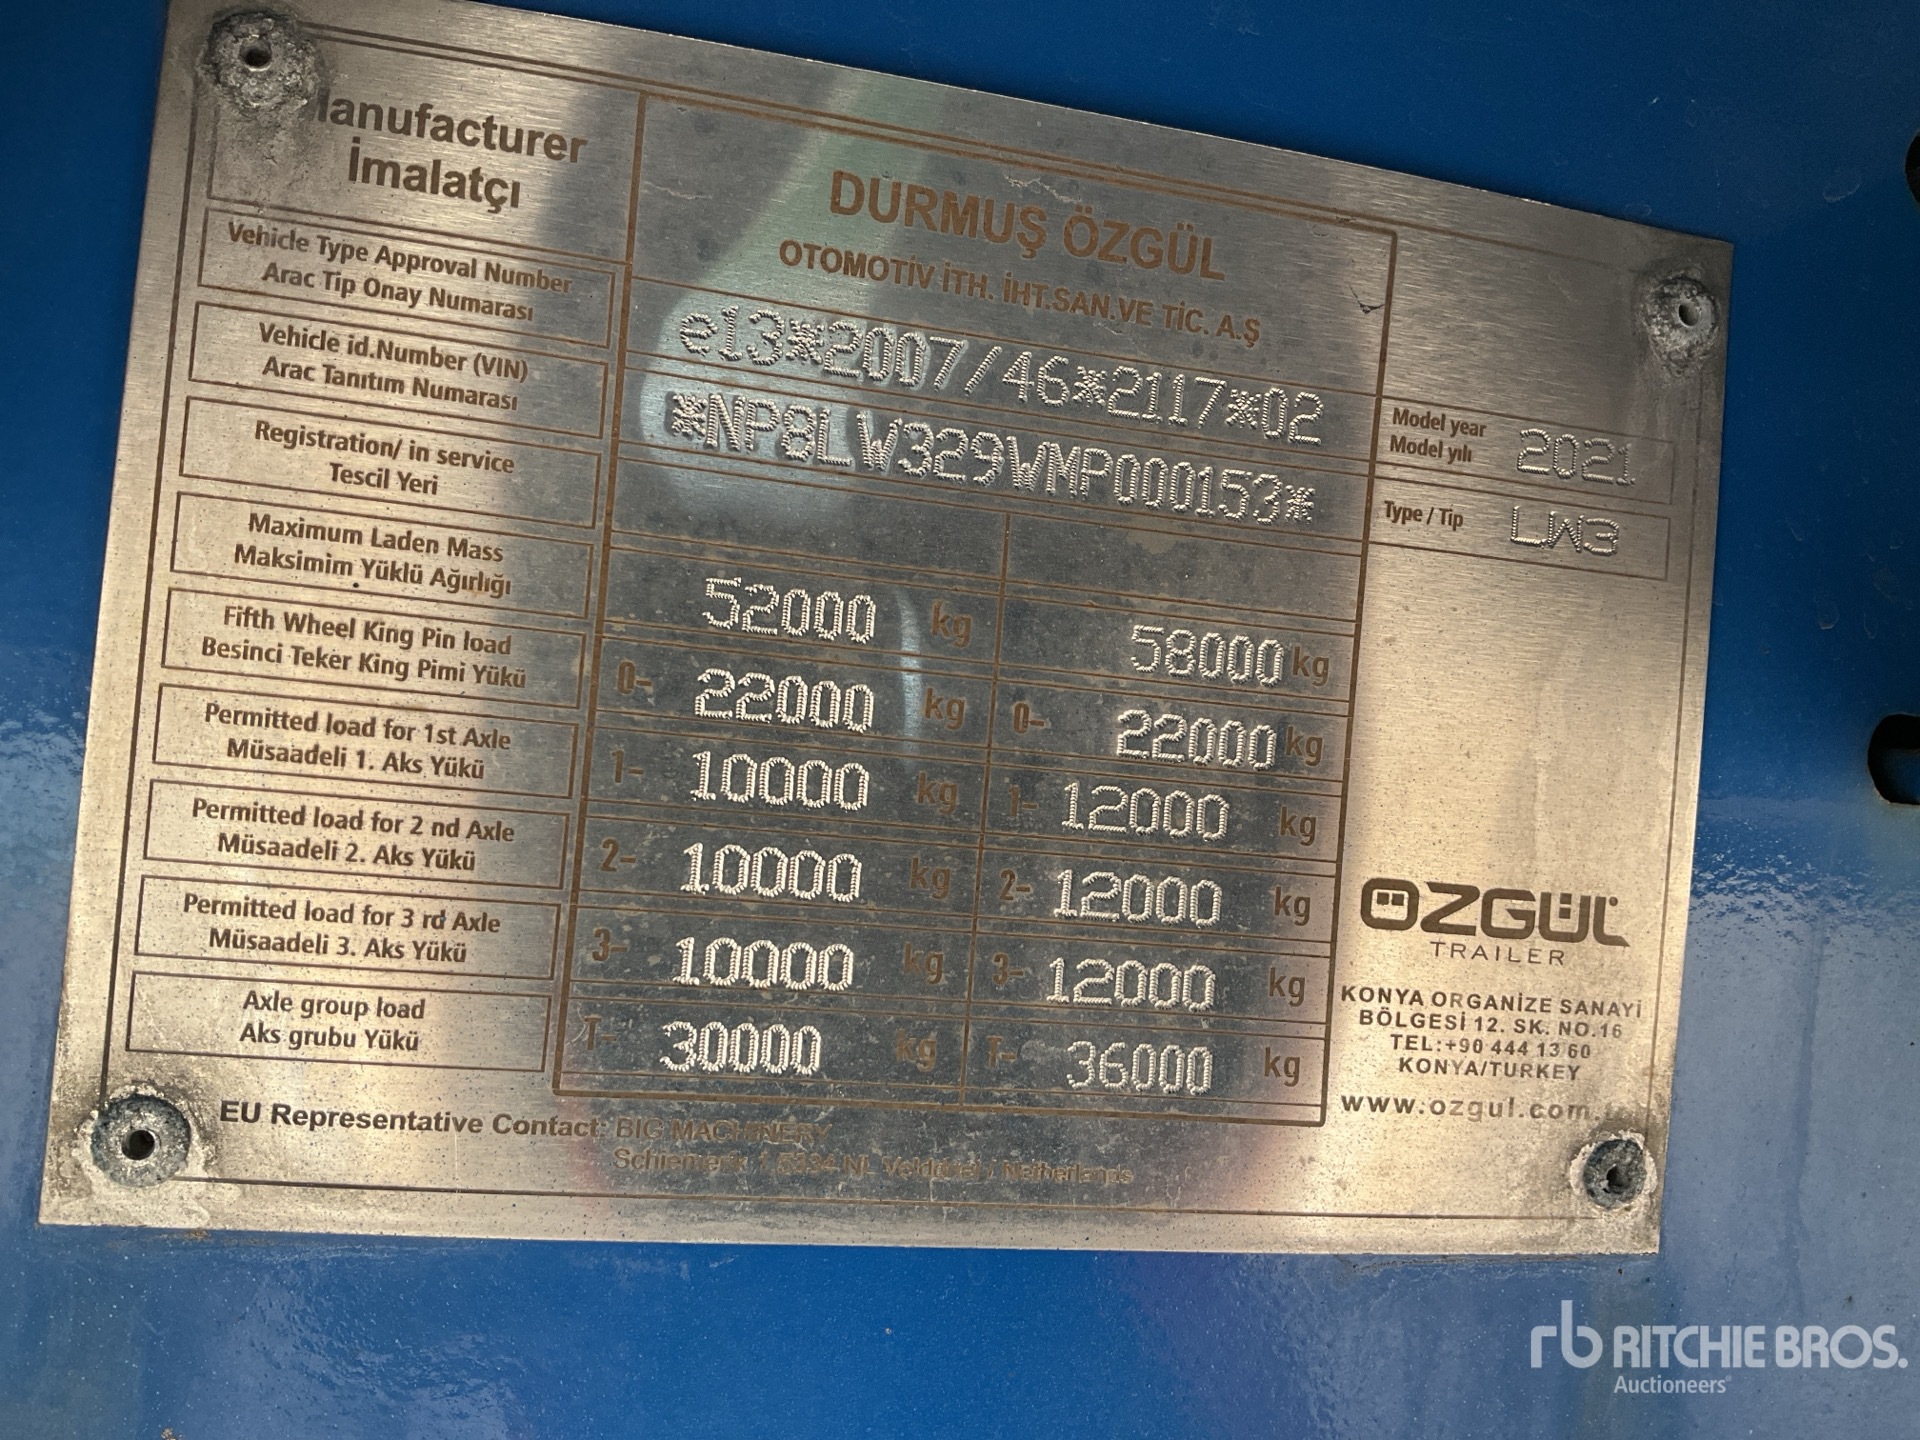 Manufacturer
İmalatçı
DURMUŞ ÖZGÜL
OTOMOTİV İTH. İHT.SAN.VE TİC. A.Ş
Vehicle Type Approval Number
Araç Tip Onay Numarası
e13*2007/46*2117*02
Vehicle id.Number (VIN)
Araç Tanıtım Numarası
*NP8LW329WMP000153*
Model year
Model yılı
2021
Registration/ in service
Tescil Yeri
Type / Tip LW3
Maximum Laden Mass
Maksimim Yüklü Ağırlığı
52000 kg 58000 kg
Fifth Wheel King Pin load
Besinci Teker King Pimi Yükü
0- 22000 kg 0- 22000 kg
Permitted load for 1st Axle
Müsaadeli 1. Aks Yükü
1- 10000 kg 1- 12000 kg
Permitted load for 2 nd Axle
Müsaadeli 2. Aks Yükü
2- 10000 kg 2- 12000 kg
Permitted load for 3 rd Axle
Müsaadeli 3. Aks Yükü
3- 10000 kg 3- 12000 kg
Axle group load
Aks grubu Yükü
T- 30000 kg T- 36000 kg
ÖZGÜL
TRAILER
KONYA ORGANİZE SANAYİ
BÖLGESİ 12. SK. NO.16
TEL:+90 444 13 60
KONYA/TURKEY
www.ozgul.com.
EU Representative Contact: BIG MACHINERY
/ Netherlands
rb RITCHIE BROS.
Auctioneers